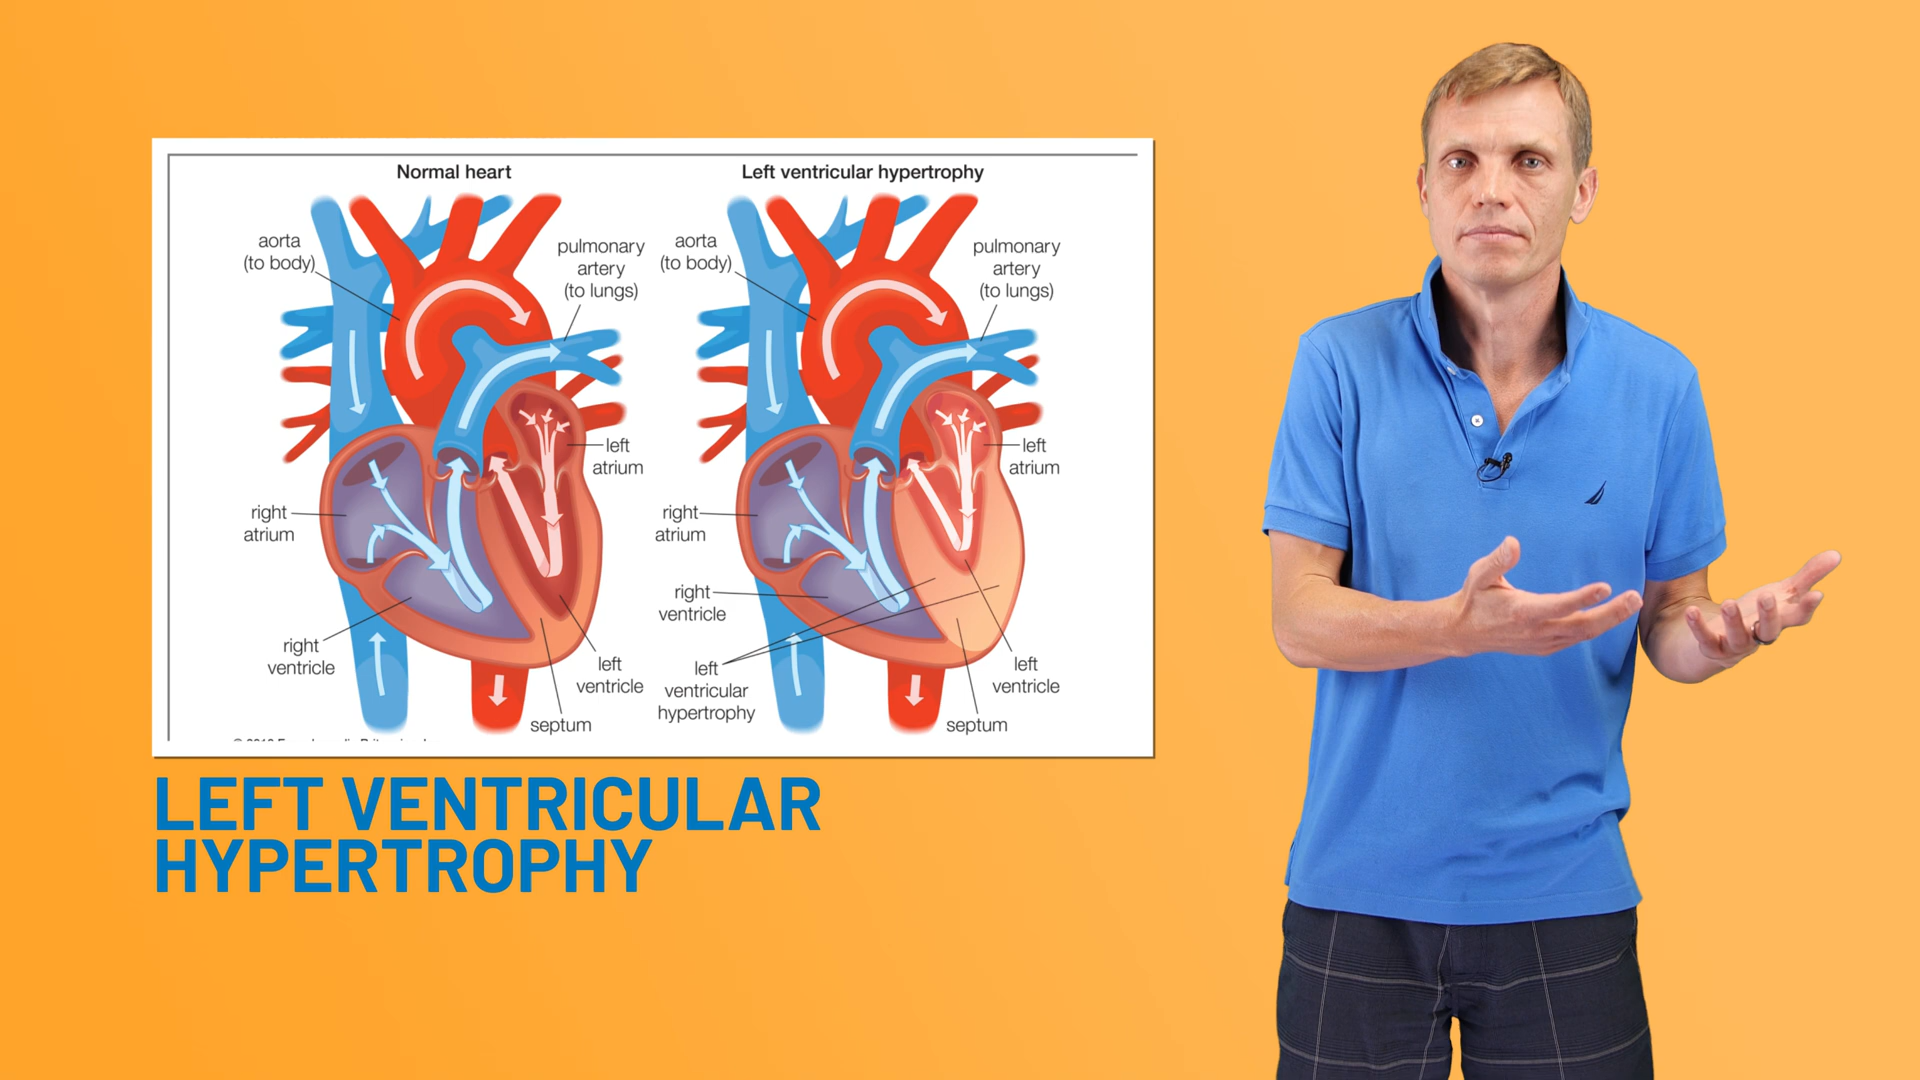 Normal heart
aorta
(to body)
pulmonary
artery
(to lungs)
left
atrium
right
atrium
right
ventricle
left
ventricle
septum
Left ventricular hypertrophy
aorta
(to body)
pulmonary
artery
(to lungs)
left
atrium
right
atrium
right
ventricle
left
ventricular
hypertrophy
left
ventricle
septum
LEFT VENTRICULAR
HYPERTROPHY